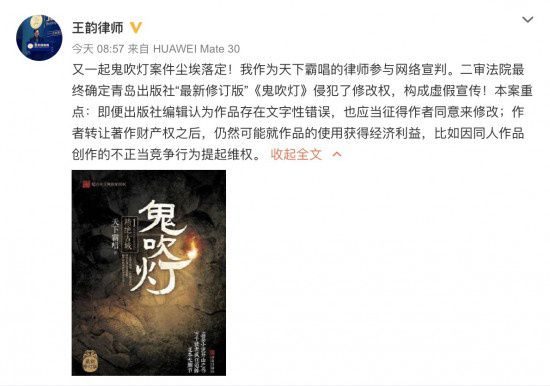 王韵律师
今天 08:57 来自 HUAWEI Mate 30
又一起鬼吹灯案件尘埃落定！我作为天下霸唱的律师参与网络宣判。二审法院最
终确定青岛出版社“最新修订版”《鬼吹灯》侵犯了修改权，构成虚假宣传！本案重
点：即便出版社编辑认为作品存在文字性错误，也应当征得作者同意来修改；作
者转让著作财产权之后，仍然可能就作品的使用获得经济利益，比如因同人作品
创作的不正当竞争行为提起维权。 收起全文
鬼吹灯
1
精绝古城
天下霸唱